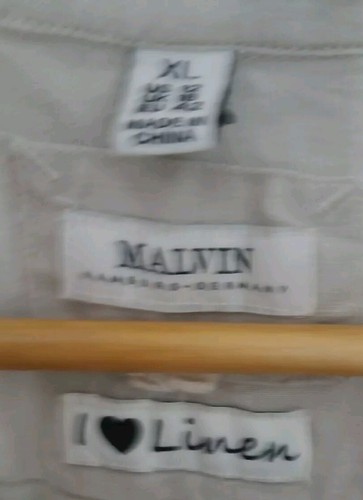 XL
MADE IN
CHINA
MALVIN
HAMBURG-GERMANY
I ♥ Linen